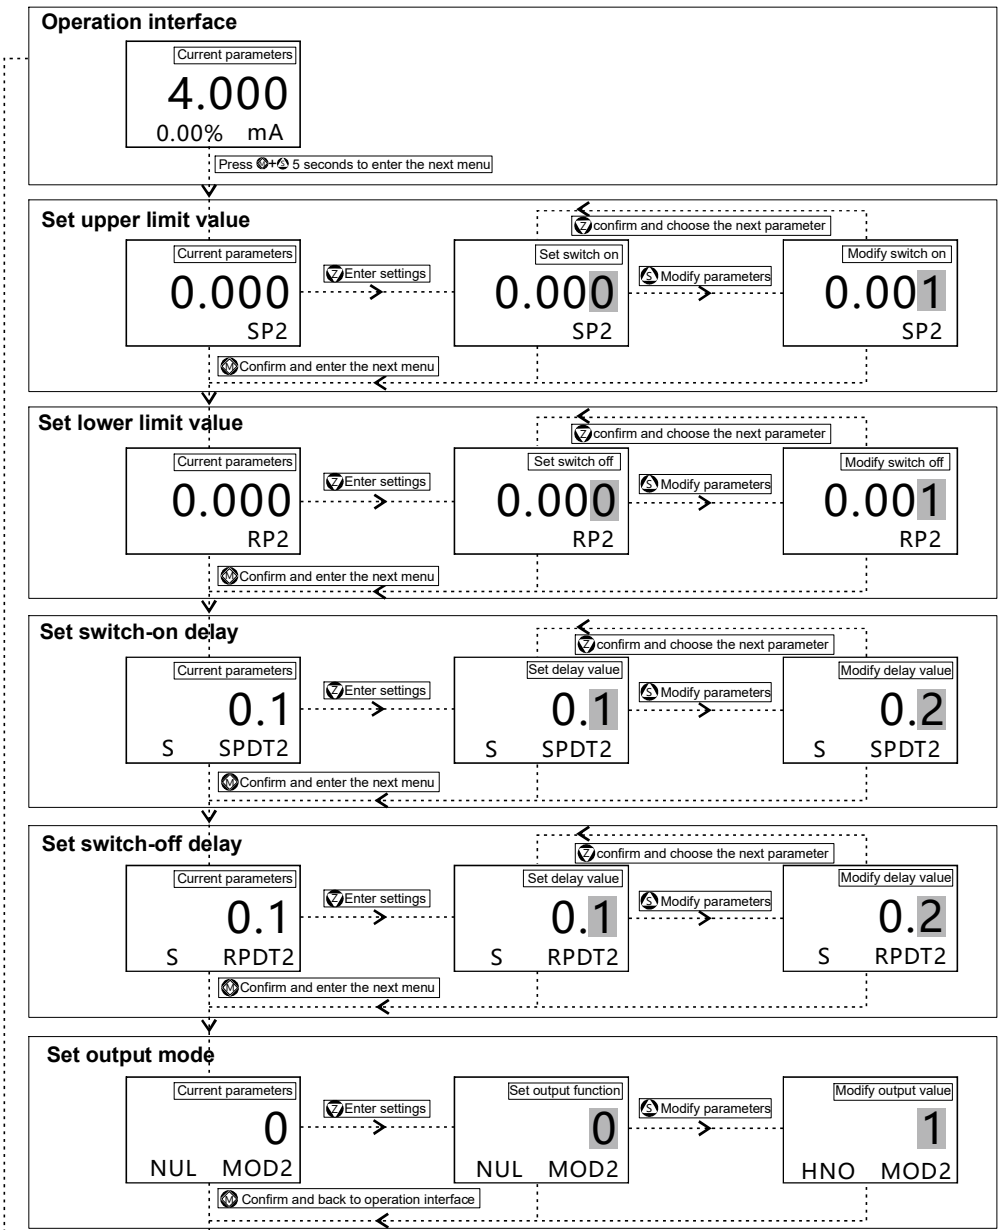 Operation interface
Current parameters
4.000
0.00% mA
Press M+S 5 seconds to enter the next menu
Set upper limit value
Z confirm and choose the next parameter
Current parameters
0.000
SP2
Z Enter settings
Set switch on
0.000
SP2
S Modify parameters
Modify switch on
0.001
SP2
M Confirm and enter the next menu
Set lower limit value
Z confirm and choose the next parameter
Current parameters
0.000
RP2
Z Enter settings
Set switch off
0.000
RP2
S Modify parameters
Modify switch off
0.001
RP2
M Confirm and enter the next menu
Set switch-on delay
Z confirm and choose the next parameter
Current parameters
0.1
S SPDT2
Z Enter settings
Set delay value
0.1
S SPDT2
S Modify parameters
Modify delay value
0.2
S SPDT2
M Confirm and enter the next menu
Set switch-off delay
Z confirm and choose the next parameter
Current parameters
0.1
S RPDT2
Z Enter settings
Set delay value
0.1
S RPDT2
S Modify parameters
Modify delay value
0.2
S RPDT2
M Confirm and enter the next menu
Set output mode
Current parameters
0
NUL MOD2
Z Enter settings
Set output function
0
NUL MOD2
S Modify parameters
Modify output value
1
HNO MOD2
M Confirm and back to operation interface